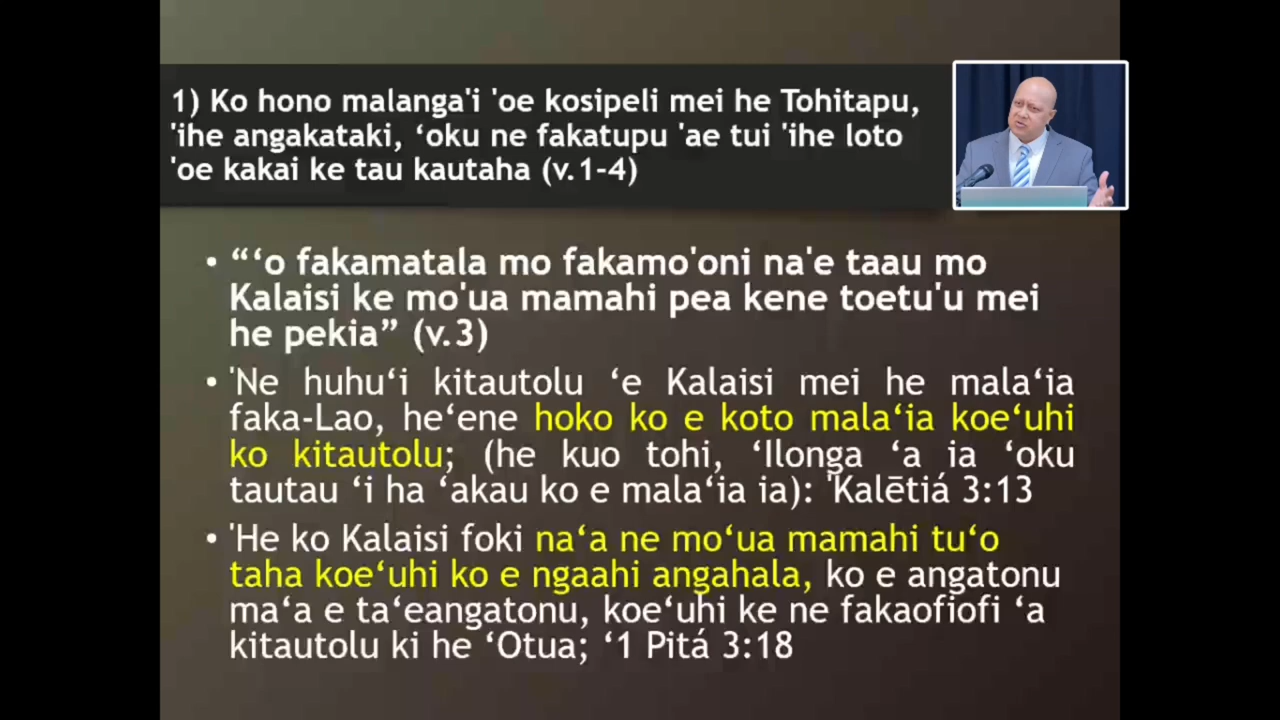 1) Ko hono malanga'i 'oe kosipeli mei he Tohitapu,
'ihe angakataki, ‘oku ne fakatupu 'ae tui 'ihe loto
'oe kakai ke tau kautaha (v.1-4)
• “‘o fakamatala mo fakamo'oni na'e taau mo
Kalaisi ke mo'ua mamahi pea kene toetu'u mei
he pekia” (v.3)
• 'Ne huhu‘i kitautolu ‘e Kalaisi mei he mala‘ia
faka-Lao, he‘ene hoko ko e koto mala‘ia koe‘uhi
ko kitautolu; (he kuo tohi, ‘Ilonga ‘a ia ‘oku
tautau ‘i ha ‘akau ko e mala‘ia ia): 'Kalētiá 3:13
• 'He ko Kalaisi foki na‘a ne mo‘ua mamahi tu‘o
taha koe‘uhi ko e ngaahi angahala, ko e angatonu
ma‘a e ta‘eangatonu, koe‘uhi ke ne fakaofiofi ‘a
kitautolu ki he ‘Otua; ‘1 Pitá 3:18